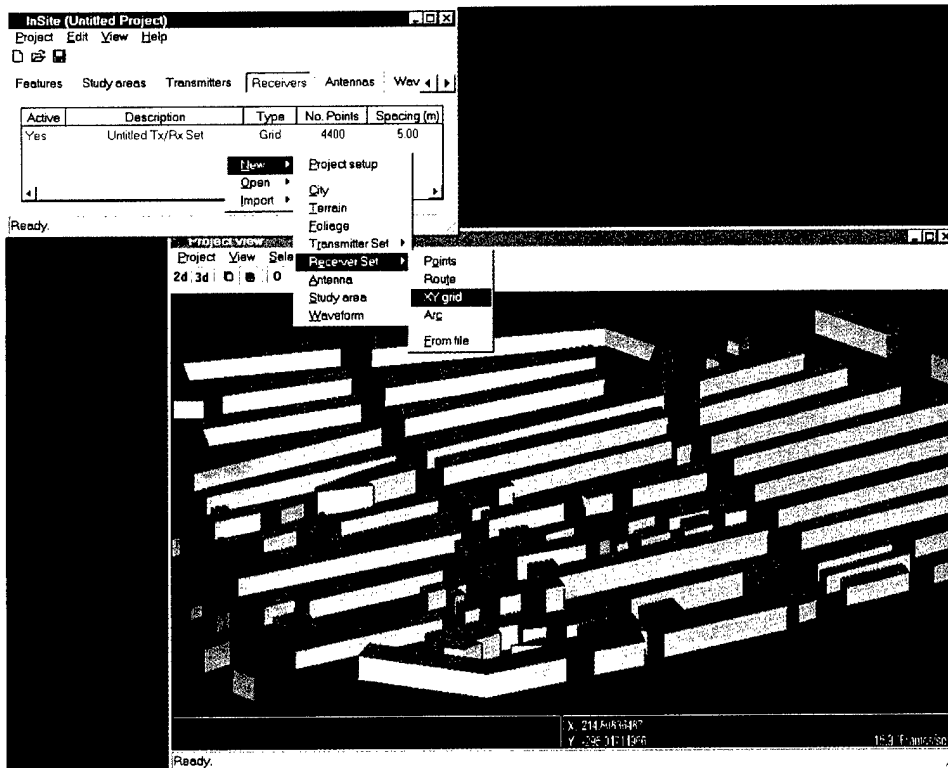 InSite (Untitled Project)
Project Edit View Help
Features Study areas Transmitters Receivers Antennas Wav
Active Description Type No. Points Spacing (m)
Yes Untitled Tx/Rx Set Grid 4400 5.00
New
Open
Import
Project setup
City
Terrain
Foliage
Transmitter Set
Receiver Set
Antenna
Study area
Waveform
Points
Route
XY grid
Arc
From file
Ready.
Project View
Project View Sele
2d 3d O
X:
Y:
Ready.